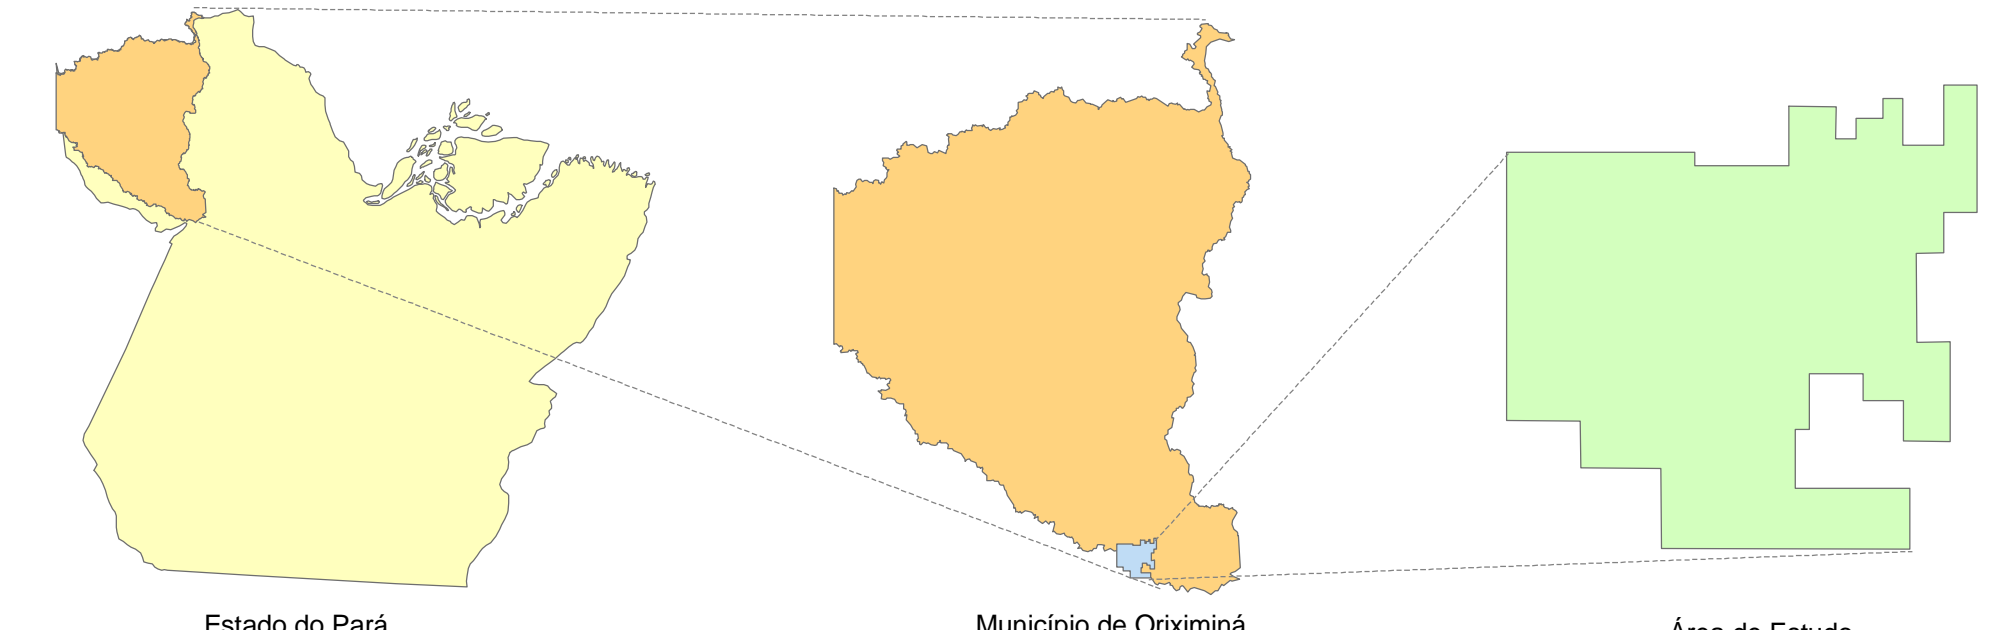 Estado do Pará
Município de Oriximiná
Área de Estudo